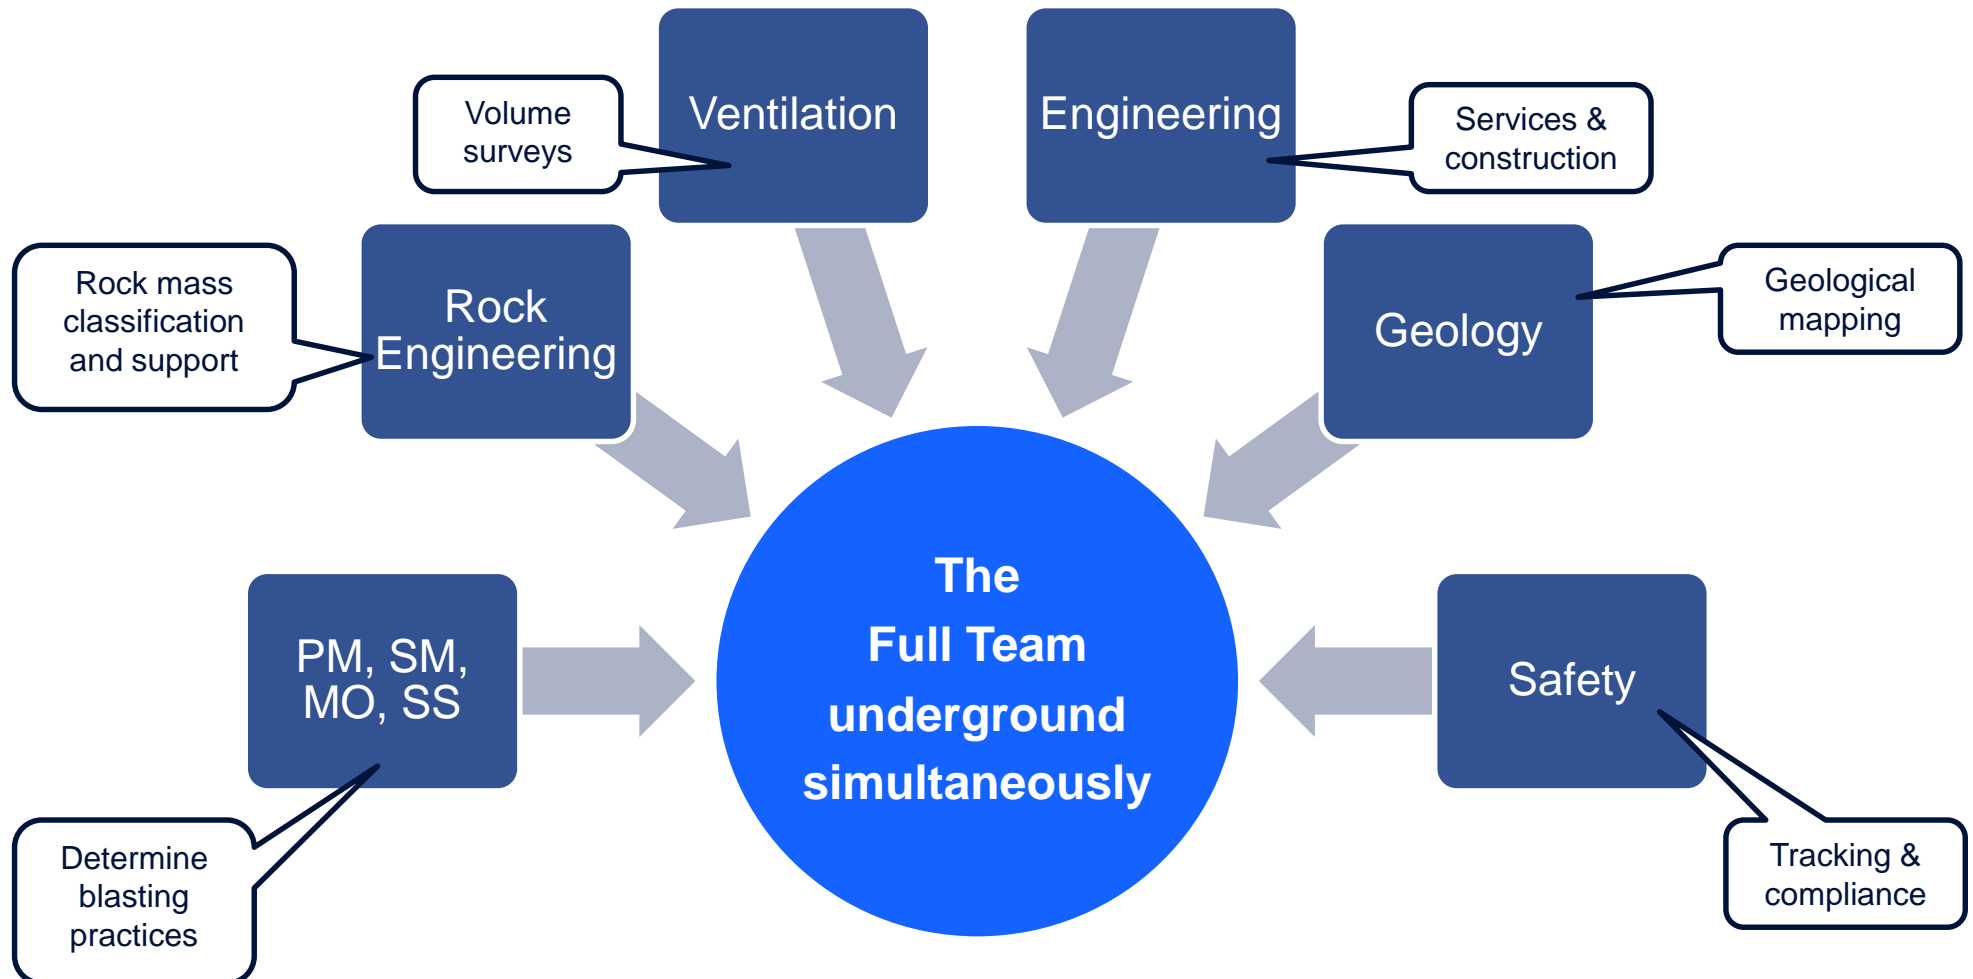 Ventilation
Engineering
Volume
surveys
Services &
construction
Rock mass
classification
and support
Rock
Engineering
Geology
Geological
mapping
The
Full Team
underground
simultaneously
PM, SM,
MO, SS
Safety
Determine
blasting
practices
Tracking &
compliance